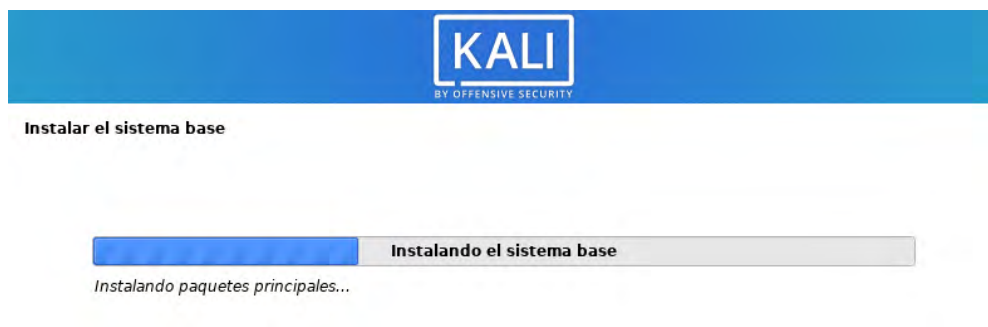 KALI
BY OFFENSIVE SECURITY
Instalar el sistema base
Instalando el sistema base
Instalando paquetes principales...